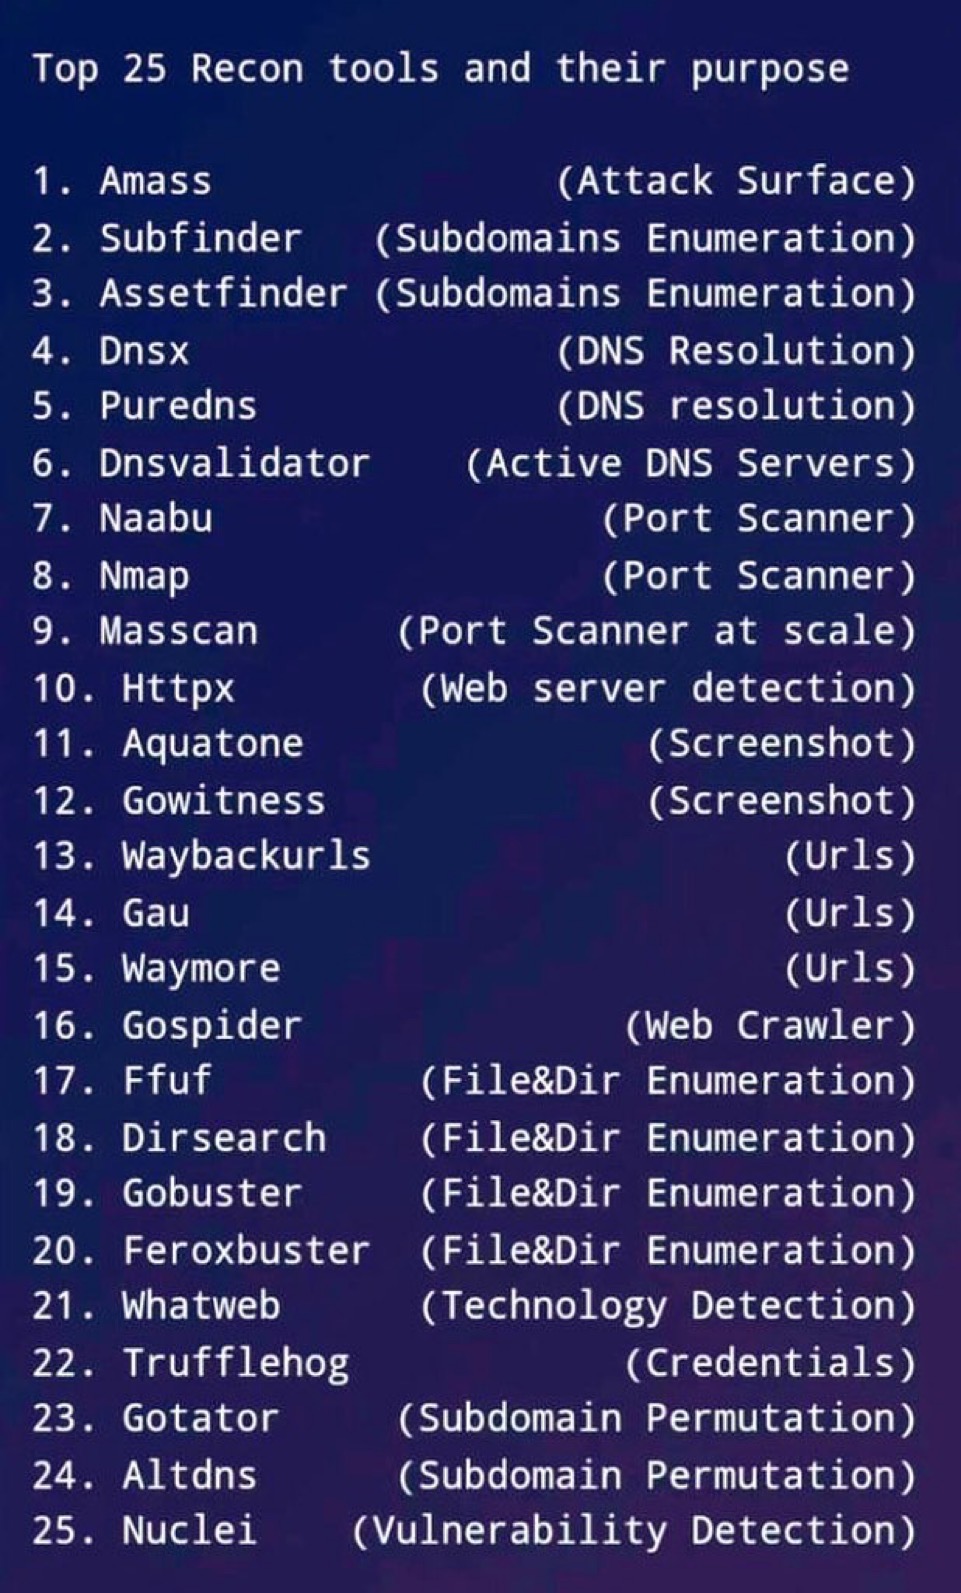 Top 25 Recon tools and their purpose
1. Amass (Attack Surface)
2. Subfinder (Subdomains Enumeration)
3. Assetfinder (Subdomains Enumeration)
4. Dnsx (DNS Resolution)
5. Puredns (DNS resolution)
6. Dnsvalidator (Active DNS Servers)
7. Naabu (Port Scanner)
8. Nmap (Port Scanner)
9. Masscan (Port Scanner at scale)
10. Httpx (Web server detection)
11. Aquatone (Screenshot)
12. Gowitness (Screenshot)
13. Waybackurls (Urls)
14. Gau (Urls)
15. Waymore (Urls)
16. Gospider (Web Crawler)
17. Ffuf (File&Dir Enumeration)
18. Dirsearch (File&Dir Enumeration)
19. Gobuster (File&Dir Enumeration)
20. Feroxbuster (File&Dir Enumeration)
21. Whatweb (Technology Detection)
22. Trufflehog (Credentials)
23. Gotator (Subdomain Permutation)
24. Altdns (Subdomain Permutation)
25. Nuclei (Vulnerability Detection)